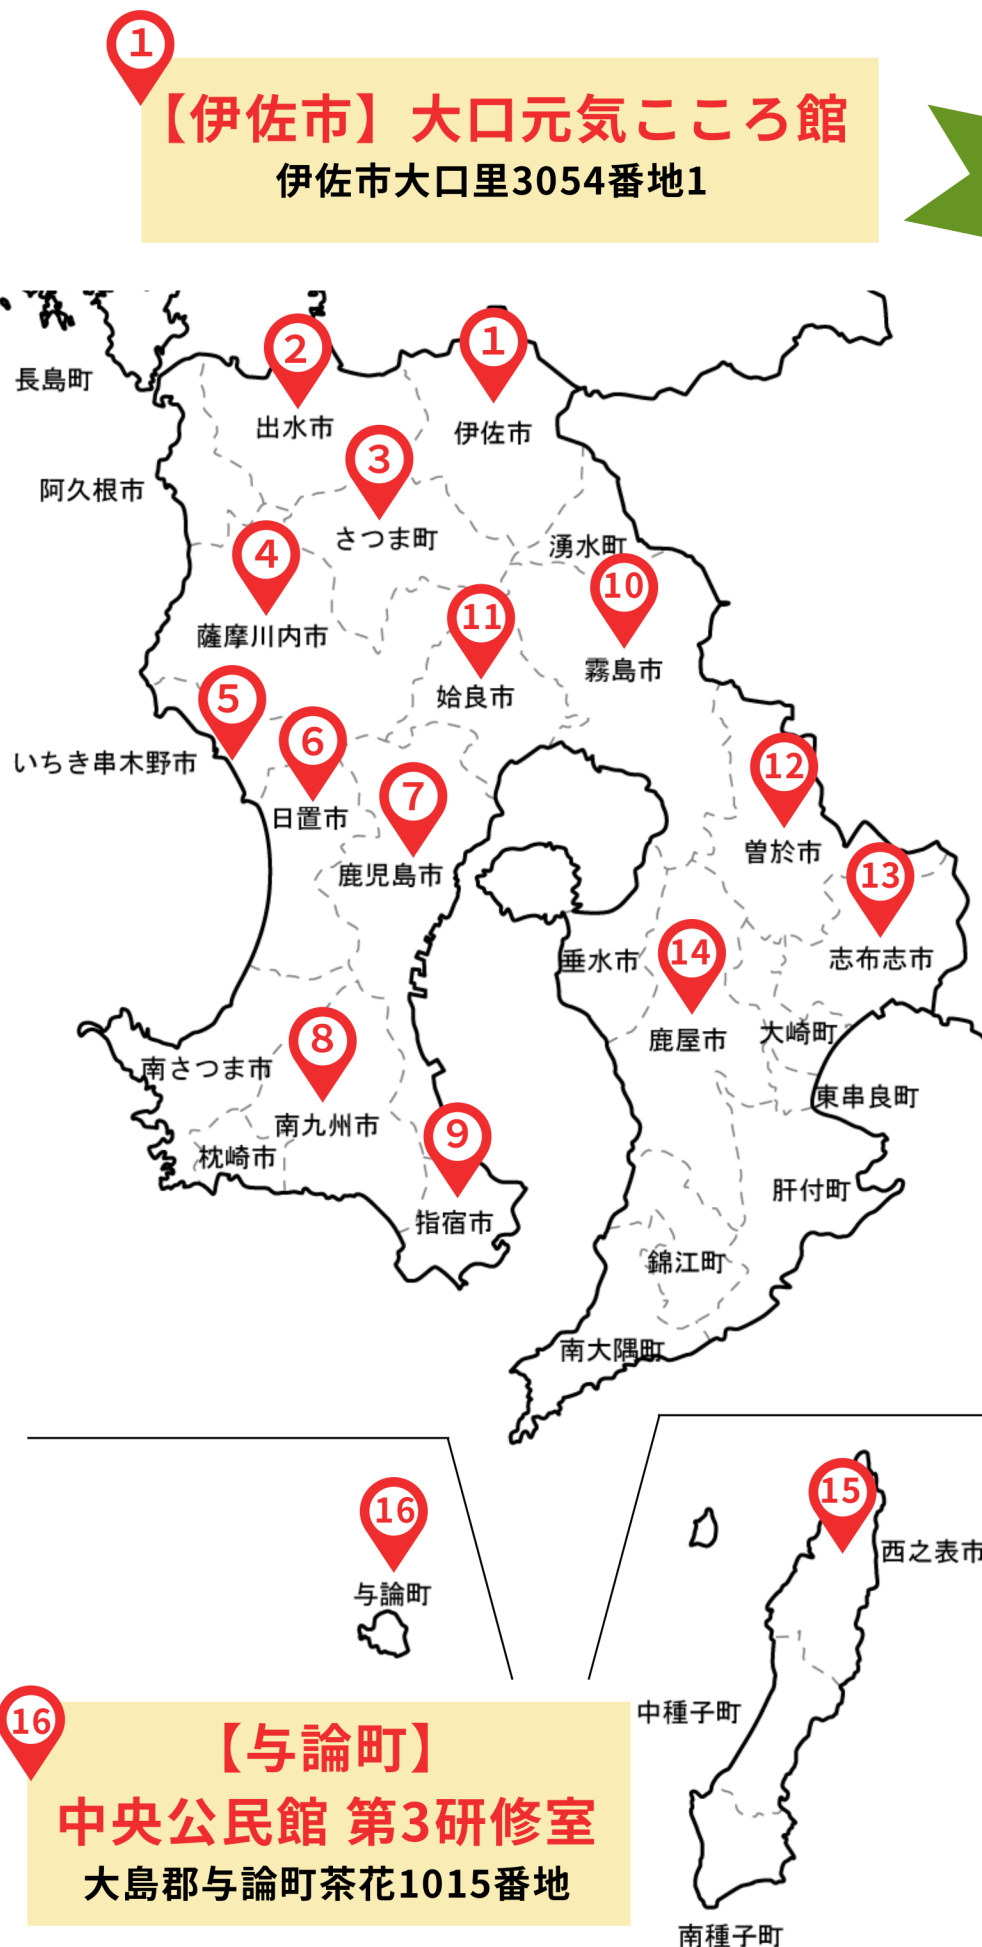 1
【伊佐市】大口元気こころ館
伊佐市大口里3054番地1
2
1
長島町
出水市
伊佐市
3
阿久根市
さつま町
湧水町
4
10
11
薩摩川内市
霧島市
姶良市
5
6
いちき串木野市
12
7
日置市
曽於市
鹿児島市
13
14
垂水市
志布志市
8
鹿屋市
大崎町
南さつま市
東串良町
南九州市
9
枕崎市
肝付町
指宿市
錦江町
南大隅町
15
16
西之表市
与論町
中種子町
16
【与論町】
中央公民館 第3研修室
大島郡与論町茶花1015番地
南種子町